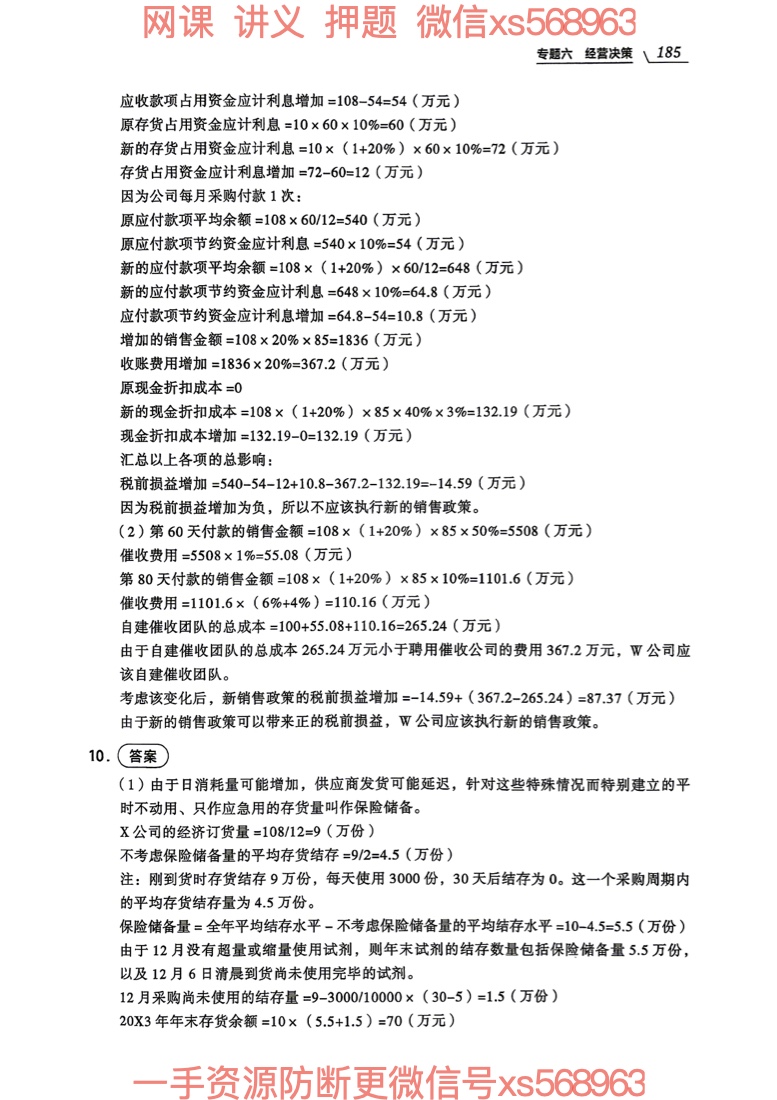 网课 讲义 押题 微信xs568963
专题六 经营决策 185
应收款项占用资金应计利息增加 =108−54=54（万元）
原存货占用资金应计利息 =10×60×10%=60（万元）
新的存货占用资金应计利息 =10×（1+20%）×60×10%=72（万元）
存货占用资金应计利息增加 =72−60=12（万元）
因为公司每月采购付款 1 次：
原应付款项平均余额 =108×60/12=540（万元）
原应付款项节约资金应计利息 =540×10%=54（万元）
新的应付款项平均余额 =108×（1+20%）×60/12=648（万元）
新的应付款项节约资金应计利息 =648×10%=64.8（万元）
应付款项节约资金应计利息增加 =64.8−54=10.8（万元）
增加的销售金额 =108×20%×85=1836（万元）
收账费用增加 =1836×20%=367.2（万元）
原现金折扣成本 =0
新的现金折扣成本 =108×（1+20%）×85×40%×3%=132.19（万元）
现金折扣成本增加 =132.19−0=132.19（万元）
汇总以上各项的总影响：
税前损益增加 =540−54−12+10.8−367.2−132.19=−14.59（万元）
因为税前损益增加为负，所以不应该执行新的销售政策。
（2）第 60 天付款的销售金额 =108×（1+20%）×85×50%=5508（万元）
催收费用 =5508×1%=55.08（万元）
第 80 天付款的销售金额 =108×（1+20%）×85×10%=1101.6（万元）
催收费用 =1101.6×（6%+4%）=110.16（万元）
自建催收团队的总成本 =100+55.08+110.16=265.24（万元）
由于自建催收团队的总成本 265.24 万元小于聘用催收公司的费用 367.2 万元，W 公司应
该自建催收团队。
考虑该变化后，新销售政策的税前损益增加 =−14.59+（367.2−265.24）=87.37（万元）
由于新的销售政策可以带来正的税前损益，W 公司应该执行新的销售政策。
10. 答案
（1）由于日消耗量可能增加，供应商发货可能延迟，针对这些特殊情况而特别建立的平
时不动用、只作应急用的存货量叫作保险储备。
X 公司的经济订货量 =108/12=9（万份）
不考虑保险储备量的平均存货结存 =9/2=4.5（万份）
注：刚到货时存货结存 9 万份，每天使用 3000 份，30 天后结存为 0。这一个采购周期内
的平均存货结存量为 4.5 万份。
保险储备量 = 全年平均结存水平 − 不考虑保险储备量的平均结存水平 =10−4.5=5.5（万份）
由于 12 月没有超量或缩量使用试剂，则年末试剂的结存数量包括保险储备量 5.5 万份，
以及 12 月 6 日清晨到货尚未使用完毕的试剂。
12 月采购尚未使用的结存量 =9−3000/10000×（30−5）=1.5（万份）
20X3 年年末存货余额 =10×（5.5+1.5）=70（万元）
一手资源防断更微信号xs568963